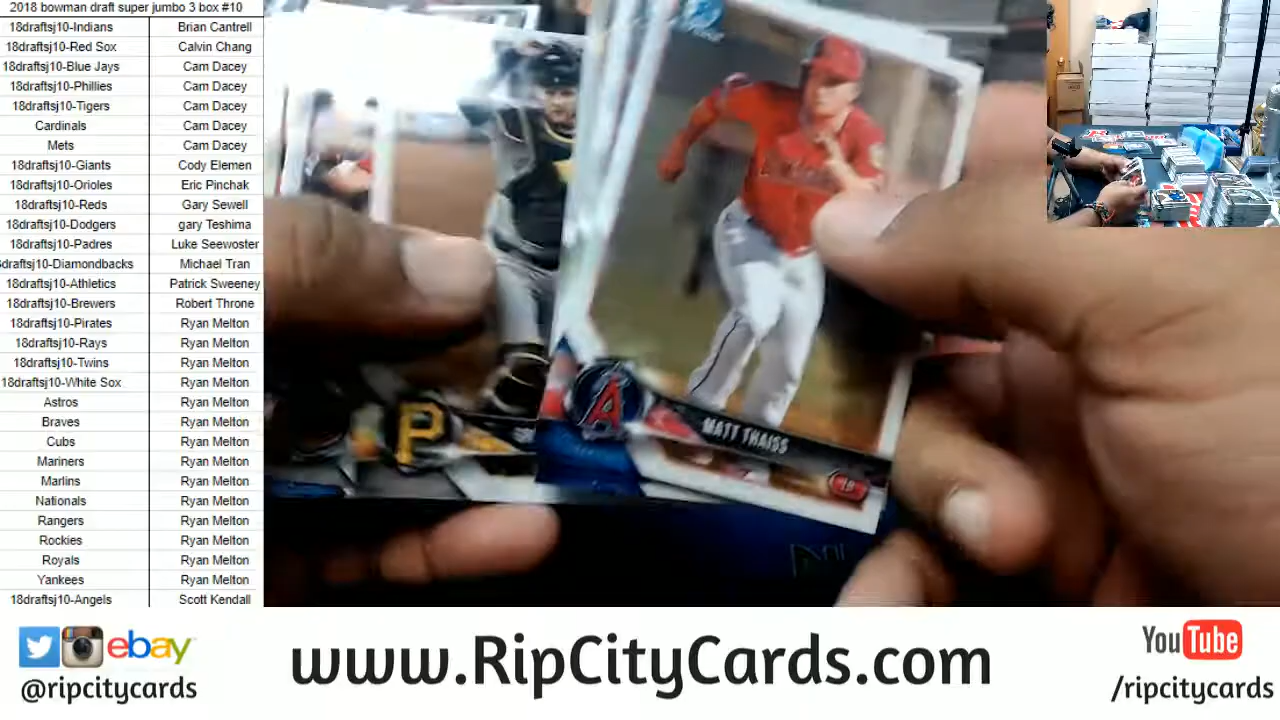 2018 bowman draft super jumbo 3 box #10
18draftsj10-Indians Brian Cantrell
18draftsj10-Red Sox Calvin Chang
18draftsj10-Blue Jays Cam Dacey
18draftsj10-Phillies Cam Dacey
18draftsj10-Tigers Cam Dacey
Cardinals Cam Dacey
Mets Cam Dacey
18draftsj10-Giants Cody Elemen
18draftsj10-Orioles Eric Pinchak
18draftsj10-Reds Gary Sewell
18draftsj10-Dodgers gary Teshima
18draftsj10-Padres Luke Seewoster
draftsj10-Diamondbacks Michael Tran
18draftsj10-Athletics Patrick Sweeney
18draftsj10-Brewers Robert Throne
18draftsj10-Pirates Ryan Melton
18draftsj10-Rays Ryan Melton
18draftsj10-Twins Ryan Melton
18draftsj10-White Sox Ryan Melton
Astros Ryan Melton
Braves Ryan Melton
Cubs Ryan Melton
Mariners Ryan Melton
Marlins Ryan Melton
Nationals Ryan Melton
Rangers Ryan Melton
Rockies Ryan Melton
Royals Ryan Melton
Yankees Ryan Melton
18draftsj10-Angels Scott Kendall
P
A
MATT THAISS
1B
ebay
@ripcitycards
www.RipCityCards.com
YouTube
/ripcitycards